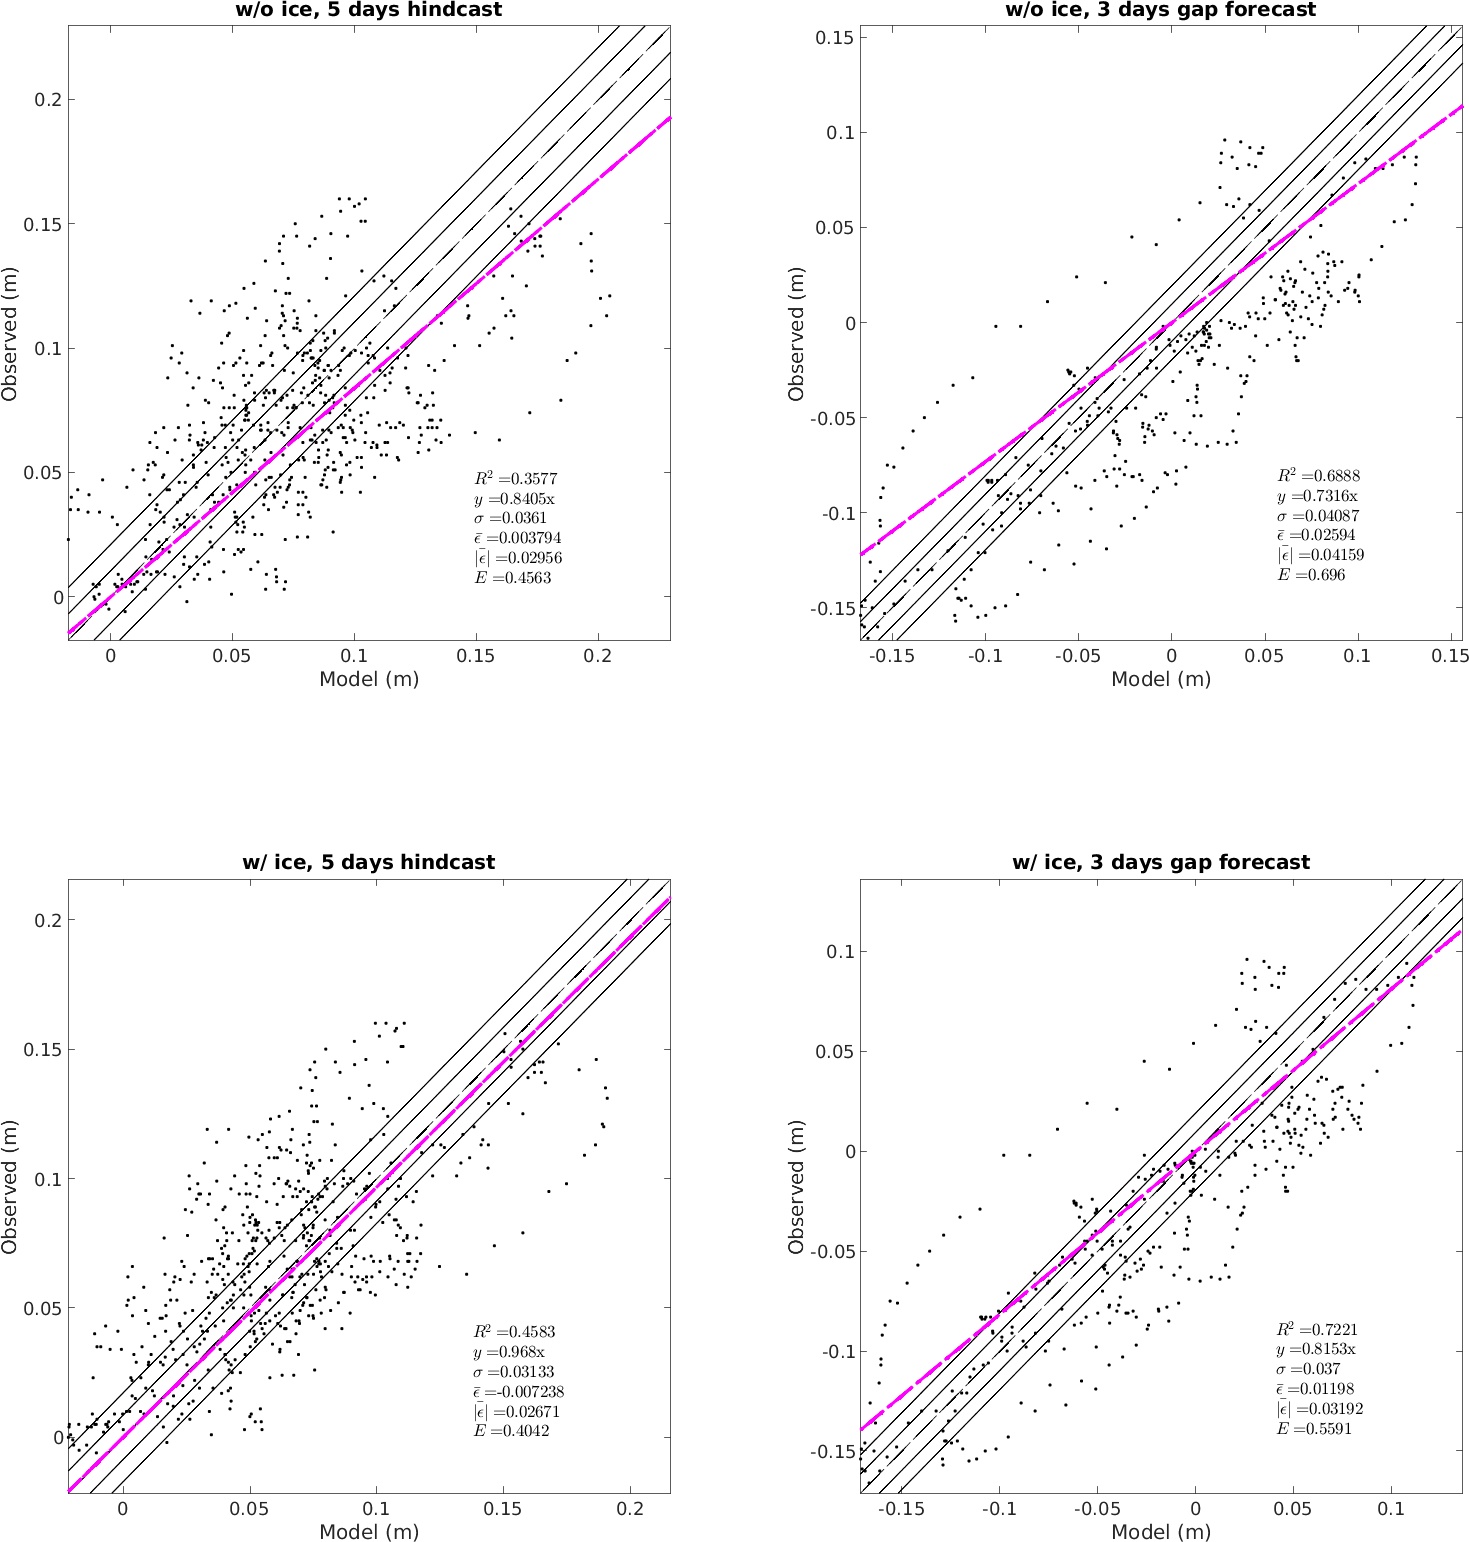 w/o ice, 5 days hindcast
0.2
0.15
0.1
0.05
0
Observed (m)
R² =0.3577
y =0.8405x
σ =0.0361
ϵ̄ =0.003794
|ϵ̄| =0.02956
E =0.4563
0 0.05 0.1 0.15 0.2
Model (m)
w/o ice, 3 days gap forecast
0.15
0.1
0.05
0
-0.05
-0.1
-0.15
Observed (m)
R² =0.6888
y =0.7316x
σ =0.04087
ϵ̄ =0.02594
|ϵ̄| =0.04159
E =0.696
-0.15 -0.1 -0.05 0 0.05 0.1 0.15
Model (m)
w/ ice, 5 days hindcast
0.2
0.15
0.1
0.05
0
Observed (m)
R² =0.4583
y =0.968x
σ =0.03133
ϵ̄ =-0.007238
|ϵ̄| =0.02671
E =0.4042
0 0.05 0.1 0.15 0.2
Model (m)
w/ ice, 3 days gap forecast
0.1
0.05
0
-0.05
-0.1
-0.15
Observed (m)
R² =0.7221
y =0.8153x
σ =0.037
ϵ̄ =0.01198
|ϵ̄| =0.03192
E =0.5591
-0.15 -0.1 -0.05 0 0.05 0.1
Model (m)